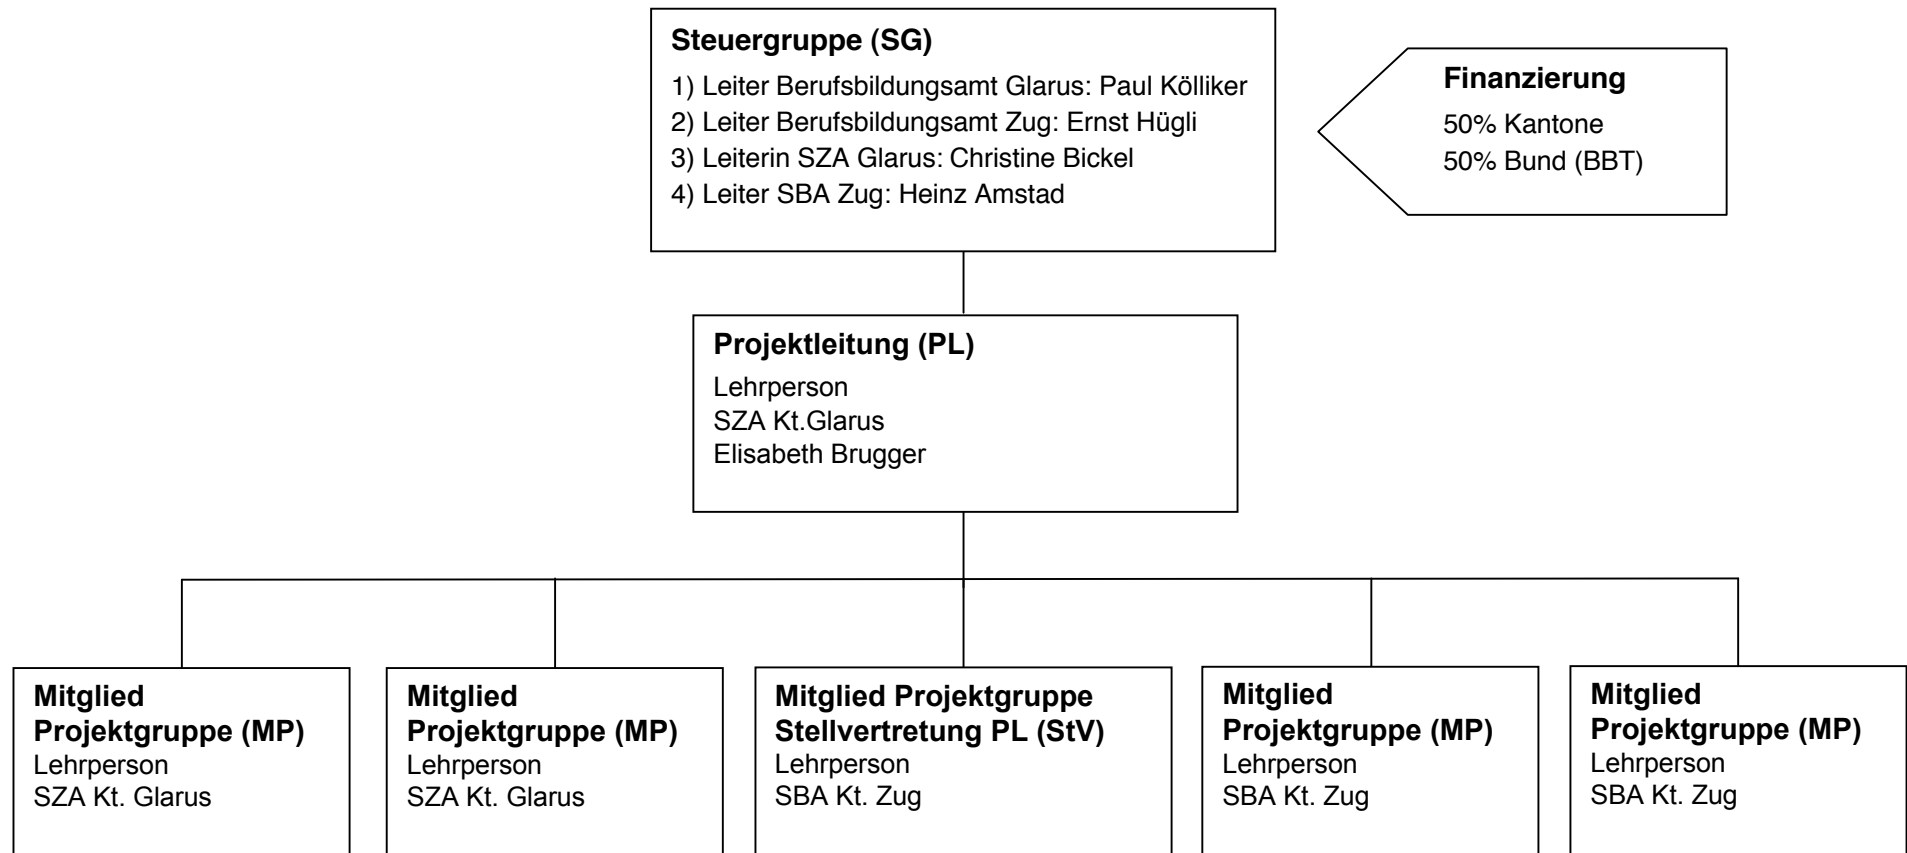 Steuergruppe (SG)
1) Leiter Berufsbildungsamt Glarus: Paul Kölliker
2) Leiter Berufsbildungsamt Zug: Ernst Hügli
3) Leiterin SZA Glarus: Christine Bickel
4) Leiter SBA Zug: Heinz Amstad
Finanzierung
50% Kantone
50% Bund (BBT)
Projektleitung (PL)
Lehrperson
SZA Kt.Glarus
Elisabeth Brugger
Mitglied
Projektgruppe (MP)
Lehrperson
SZA Kt. Glarus
Mitglied
Projektgruppe (MP)
Lehrperson
SZA Kt. Glarus
Mitglied Projektgruppe
Stellvertretung PL (StV)
Lehrperson
SBA Kt. Zug
Mitglied
Projektgruppe (MP)
Lehrperson
SBA Kt. Zug
Mitglied
Projektgruppe (MP)
Lehrperson
SBA Kt. Zug